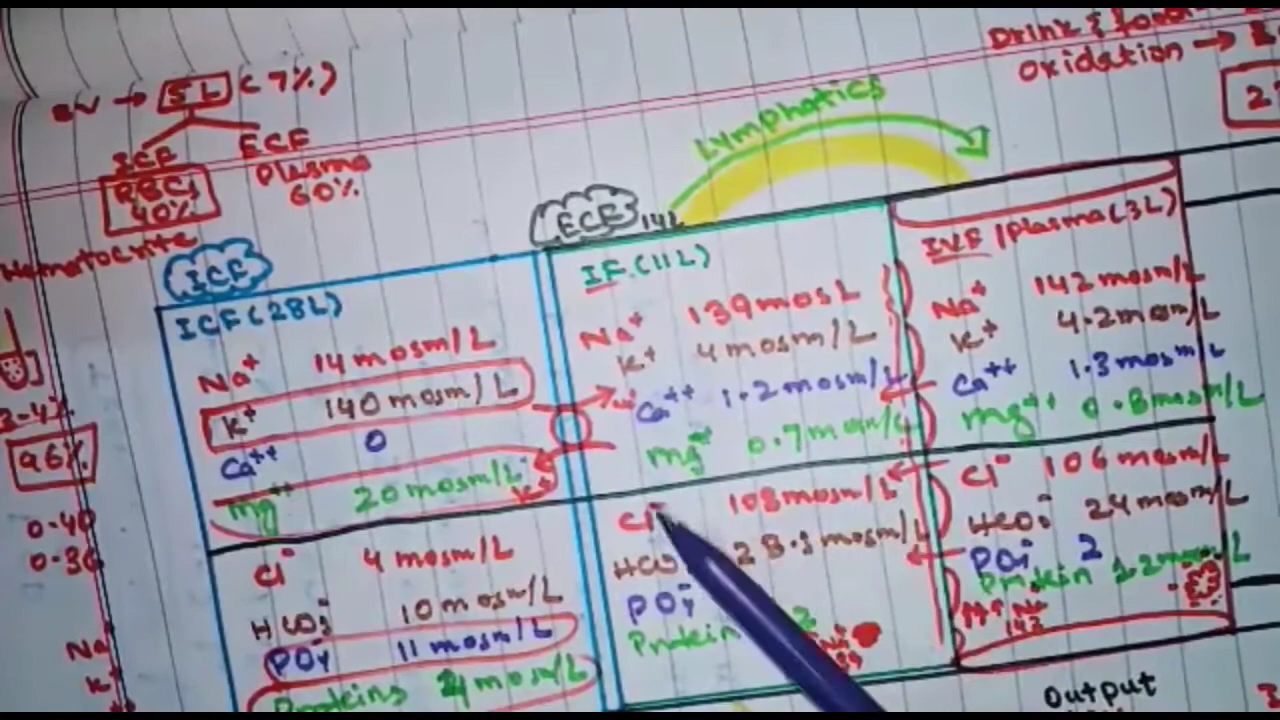 BV → 5L (7%)
ICF ECF
RBCs Plasma
40% 60%
Hematocrite
Lymphatics
Drink & food
Oxidation →
ECF 14L
ICF
ICF (28L)
Na+ 14 mosm/L
K+ 140 mosm/L
Ca++ 0
Mg++ 20 mosm/L
K+
Cl- 4 mosm/L
HCO3- 10 mosm/L
PO4- 11 mosm/L
Proteins 4 mosm/L
IF (11L)
Na+ 139 mosL
K+ 4 mosm/L
Ca++ 1.2 mosm/L
Mg++ 0.7 mosm/L
Cl- 108 mosm/L
HCO 28.3 mosm/L
PO4-
Protein 2
IVF / Plasma (3L)
Na+ 142 mosm/L
K+ 4.2 mosm/L
Ca++ 1.3 mosm/L
Mg++ 0.8 mosm/L
Cl- 106 mosm/L
HCO3- 24 mosm/L
PO4- 2
Protein 1.2 mosm/L
142
96%
0.40
0.36
Na
K+
Output